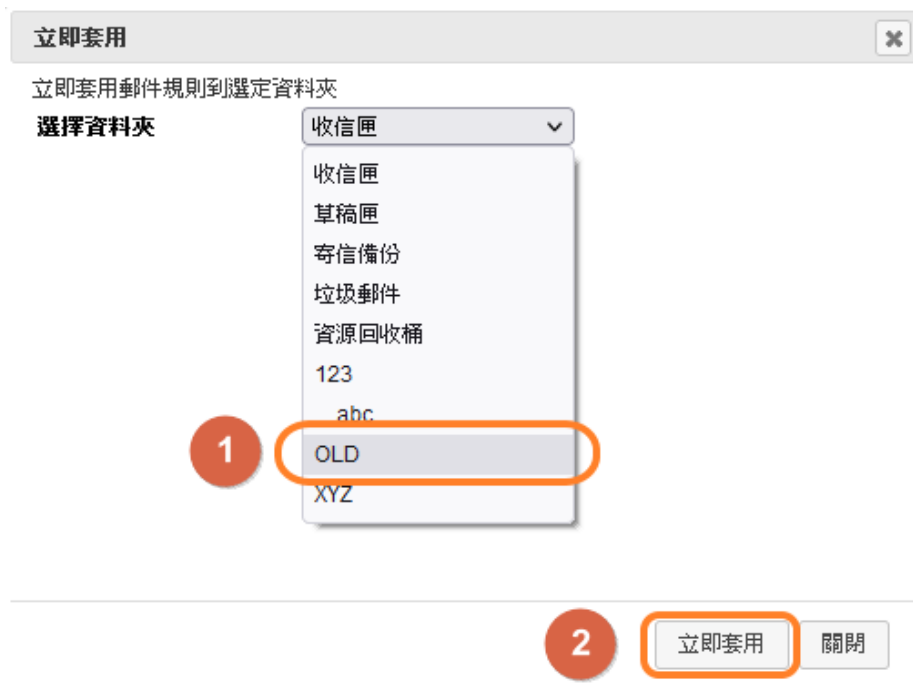 立即套用
立即套用郵件規則到選定資料夾
選擇資料夾 收信匣
收信匣
草稿匣
寄信備份
垃圾郵件
資源回收桶
123
abc
1
OLD
XYZ
2
立即套用 關閉